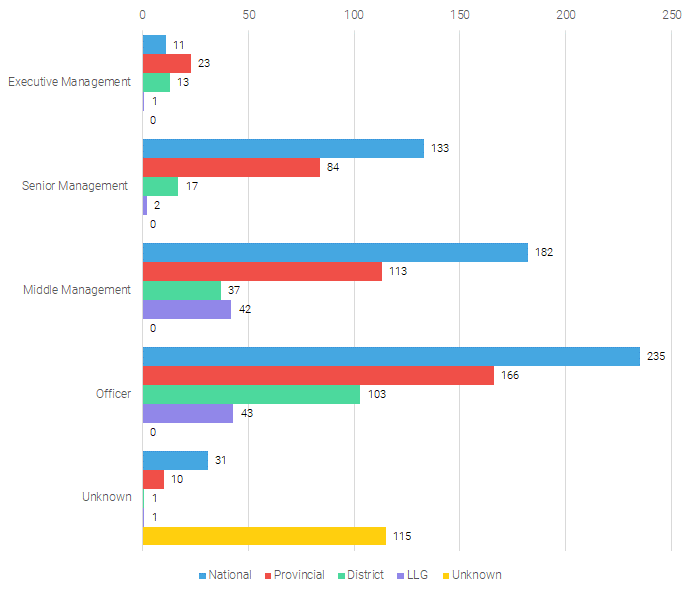 0 50 100 150 200 250
11
23
Executive Management 13
1
0
133
84
Senior Management 17
2
0
182
113
Middle Management 37
42
0
235
166
Officer 103
43
0
31
10
Unknown 1
1
115
National Provincial District LLG Unknown